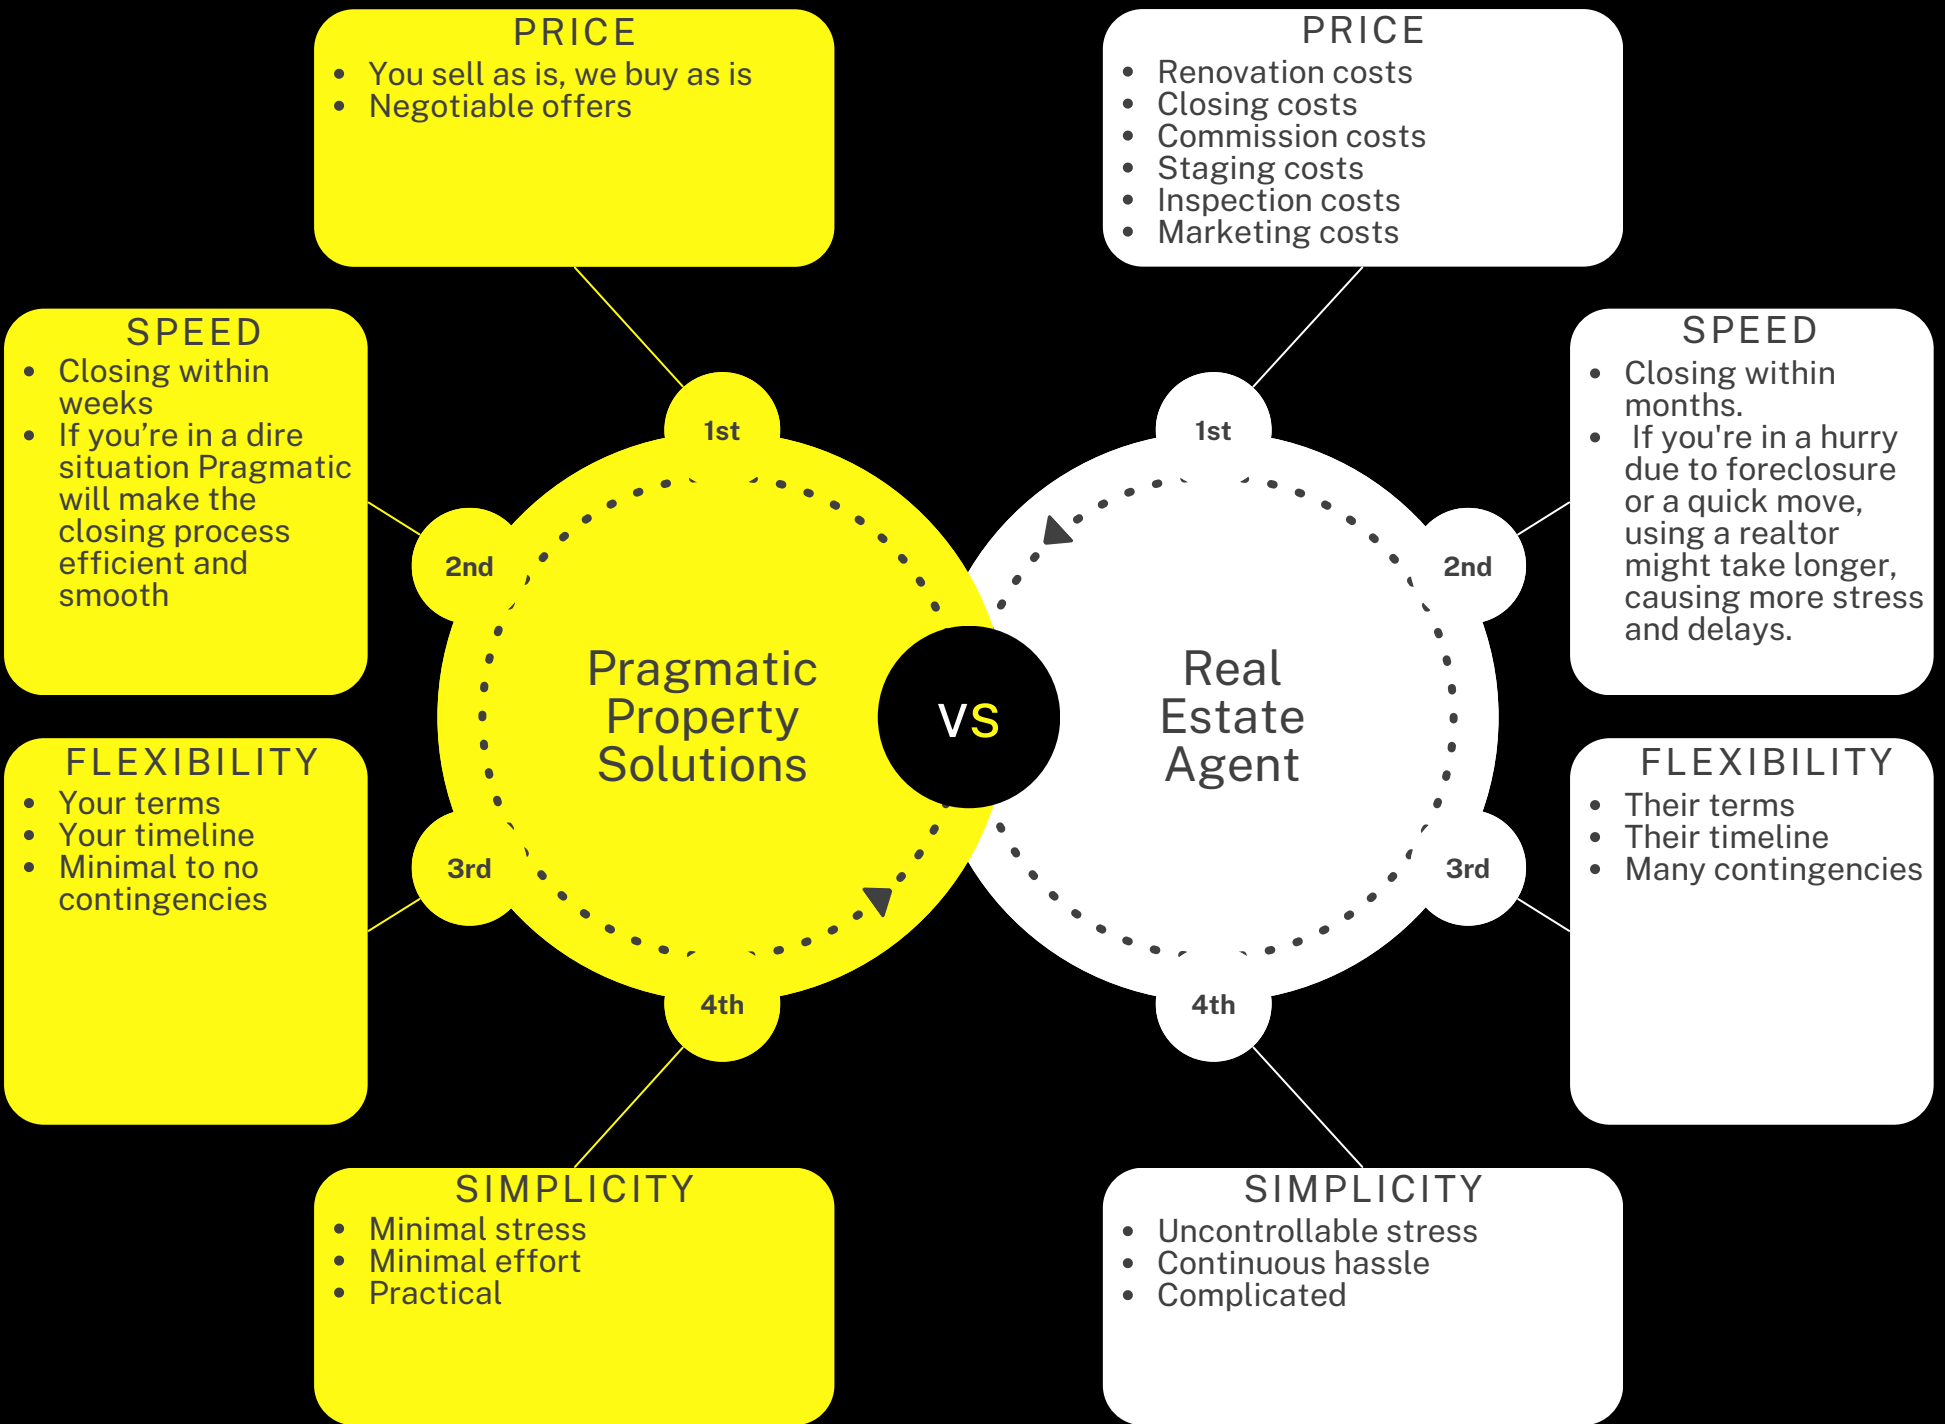 PRICE
• You sell as is, we buy as is
• Negotiable offers
PRICE
• Renovation costs
• Closing costs
• Commission costs
• Staging costs
• Inspection costs
• Marketing costs
SPEED
• Closing within
weeks
• If you’re in a dire
situation Pragmatic
will make the
closing process
efficient and
smooth
SPEED
• Closing within
months.
• If you're in a hurry
due to foreclosure
or a quick move,
using a realtor
might take longer,
causing more stress
and delays.
1st
2nd
3rd
4th
Pragmatic
Property
Solutions
vs
Real
Estate
Agent
1st
2nd
3rd
4th
FLEXIBILITY
• Your terms
• Your timeline
• Minimal to no
contingencies
FLEXIBILITY
• Their terms
• Their timeline
• Many contingencies
SIMPLICITY
• Minimal stress
• Minimal effort
• Practical
SIMPLICITY
• Uncontrollable stress
• Continuous hassle
• Complicated